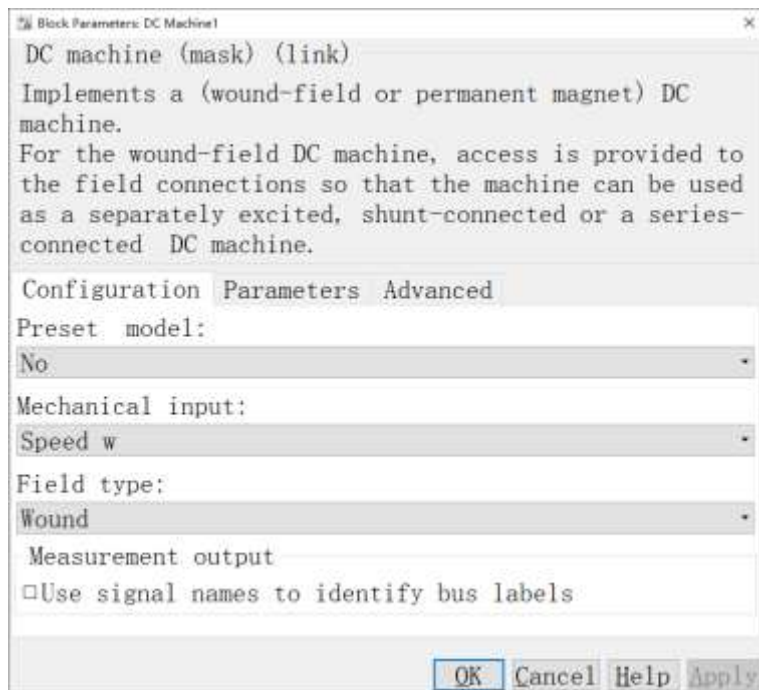 Block Parameters: DC Machine1
DC machine (mask) (link)
Implements a (wound-field or permanent magnet) DC
machine.
For the wound-field DC machine, access is provided to
the field connections so that the machine can be used
as a separately excited, shunt-connected or a series-
connected DC machine.
Configuration Parameters Advanced
Preset model:
No
Mechanical input:
Speed w
Field type:
Wound
Measurement output
Use signal names to identify bus labels
OK Cancel Help Apply